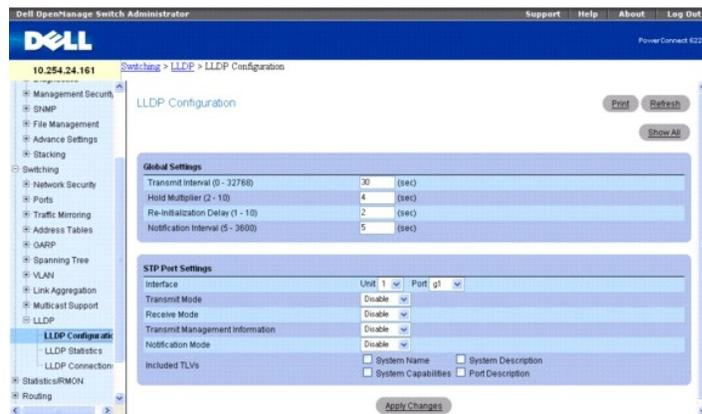 Dell OpenManage Switch Administrator Support Help About Log Out
DELL
PowerConnect 622
10.254.24.161
Switching > LLDP > LLDP Configuration
Management Security
SNMP
File Management
Advance Settings
Stacking
Switching
Network Security
Ports
Traffic Mirroring
Address Tables
GARP
Spanning Tree
VLAN
Link Aggregation
Multicast Support
LLDP
LLDP Configuratio
LLDP Statistics
LLDP Connections
Statistics/RMON
Routing
LLDP Configuration
Print Refresh
Show All
Global Settings
Transmit Interval (0 - 32768) 30 (sec)
Hold Multiplier (2 - 10) 4 (sec)
Re-Initialization Delay (1 - 10) 2 (sec)
Notification Interval (5 - 3600) 5 (sec)
STP Port Settings
Interface Unit 1 Port g1
Transmit Mode Disable
Receive Mode Disable
Transmit Management Information Disable
Notification Mode Disable
Included TLVs System Name System Description
System Capabilities Port Description
Apply Changes